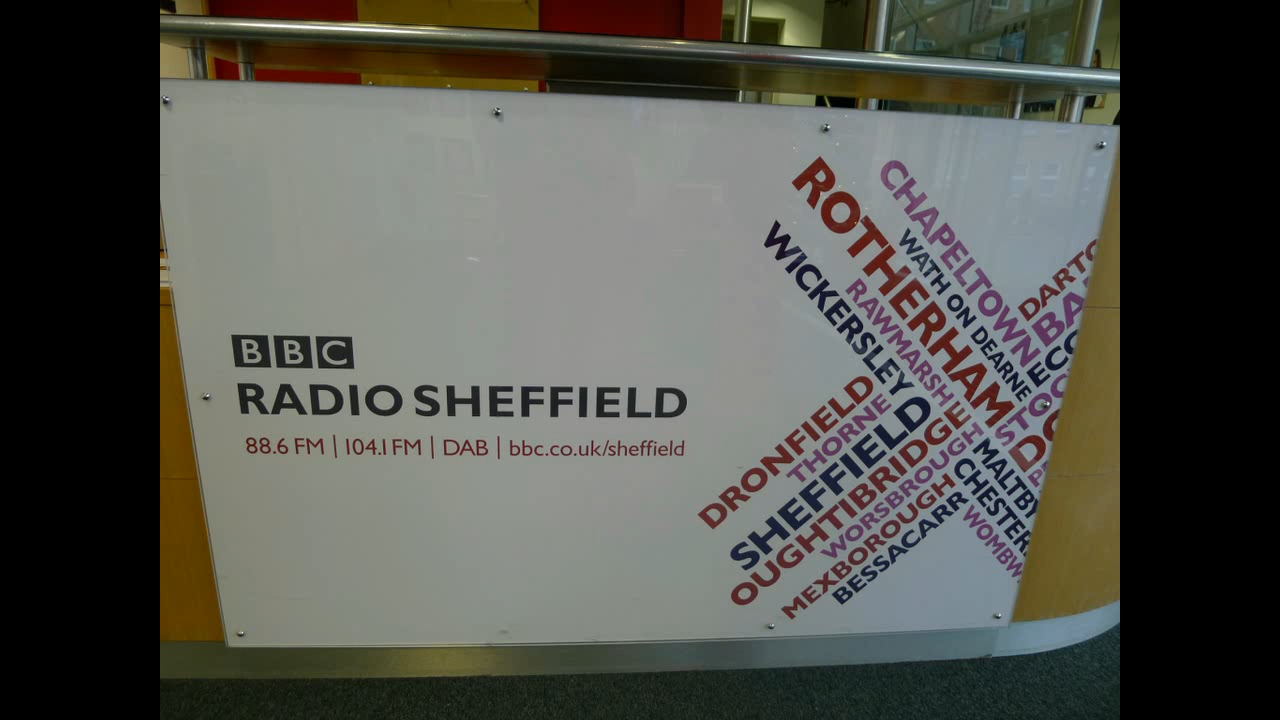 BBC
RADIO SHEFFIELD
88.6 FM | 104.1 FM | DAB | bbc.co.uk/sheffield
CHAPELTOWN
ROTHERHAM
WATH ON DEARNE
WICKERSLEY
RAWMARSH
DRONFIELD
THORNE
SHEFFIELD
OUGHTIBRIDGE
WORSBROUGH
MEXBOROUGH
BESSACARR
MALTBY